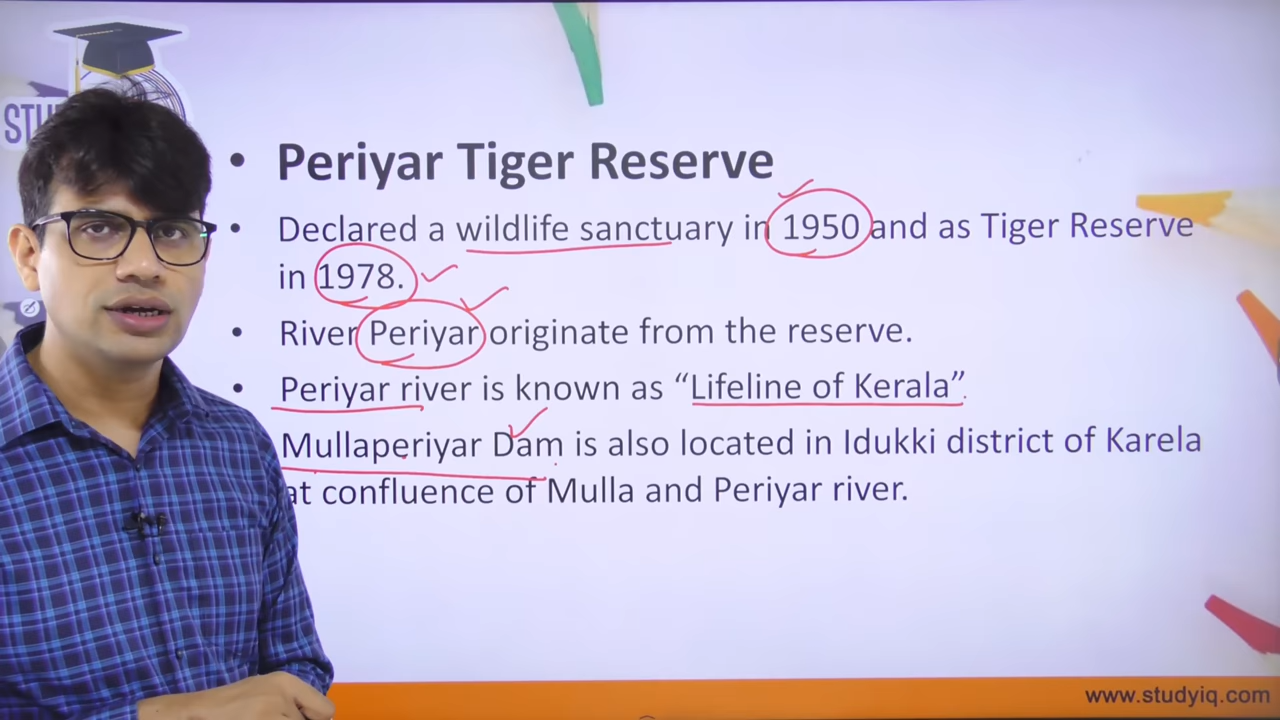 STU
• Periyar Tiger Reserve
• Declared a wildlife sanctuary in 1950 and as Tiger Reserve
in 1978.
• River Periyar originate from the reserve.
• Periyar river is known as “Lifeline of Kerala”
Mullaperiyar Dam is also located in Idukki district of Karela
at confluence of Mulla and Periyar river.
www.studyiq.com